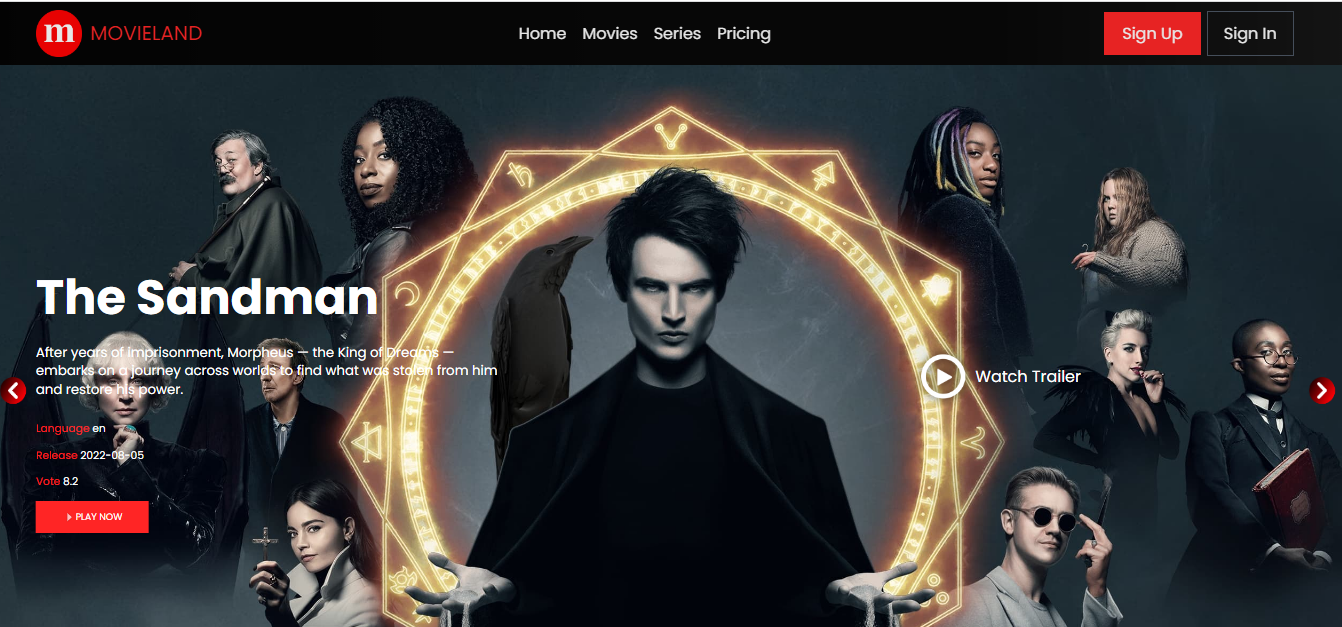 m MOVIELAND
Home Movies Series Pricing
Sign Up Sign In
The Sandman
After years of imprisonment, Morpheus — the King of Dreams —
embarks on a journey across worlds to find what was stolen from him
and restore his power.
Watch Trailer
Language en
Release 2022-08-05
Vote 8.2
PLAY NOW